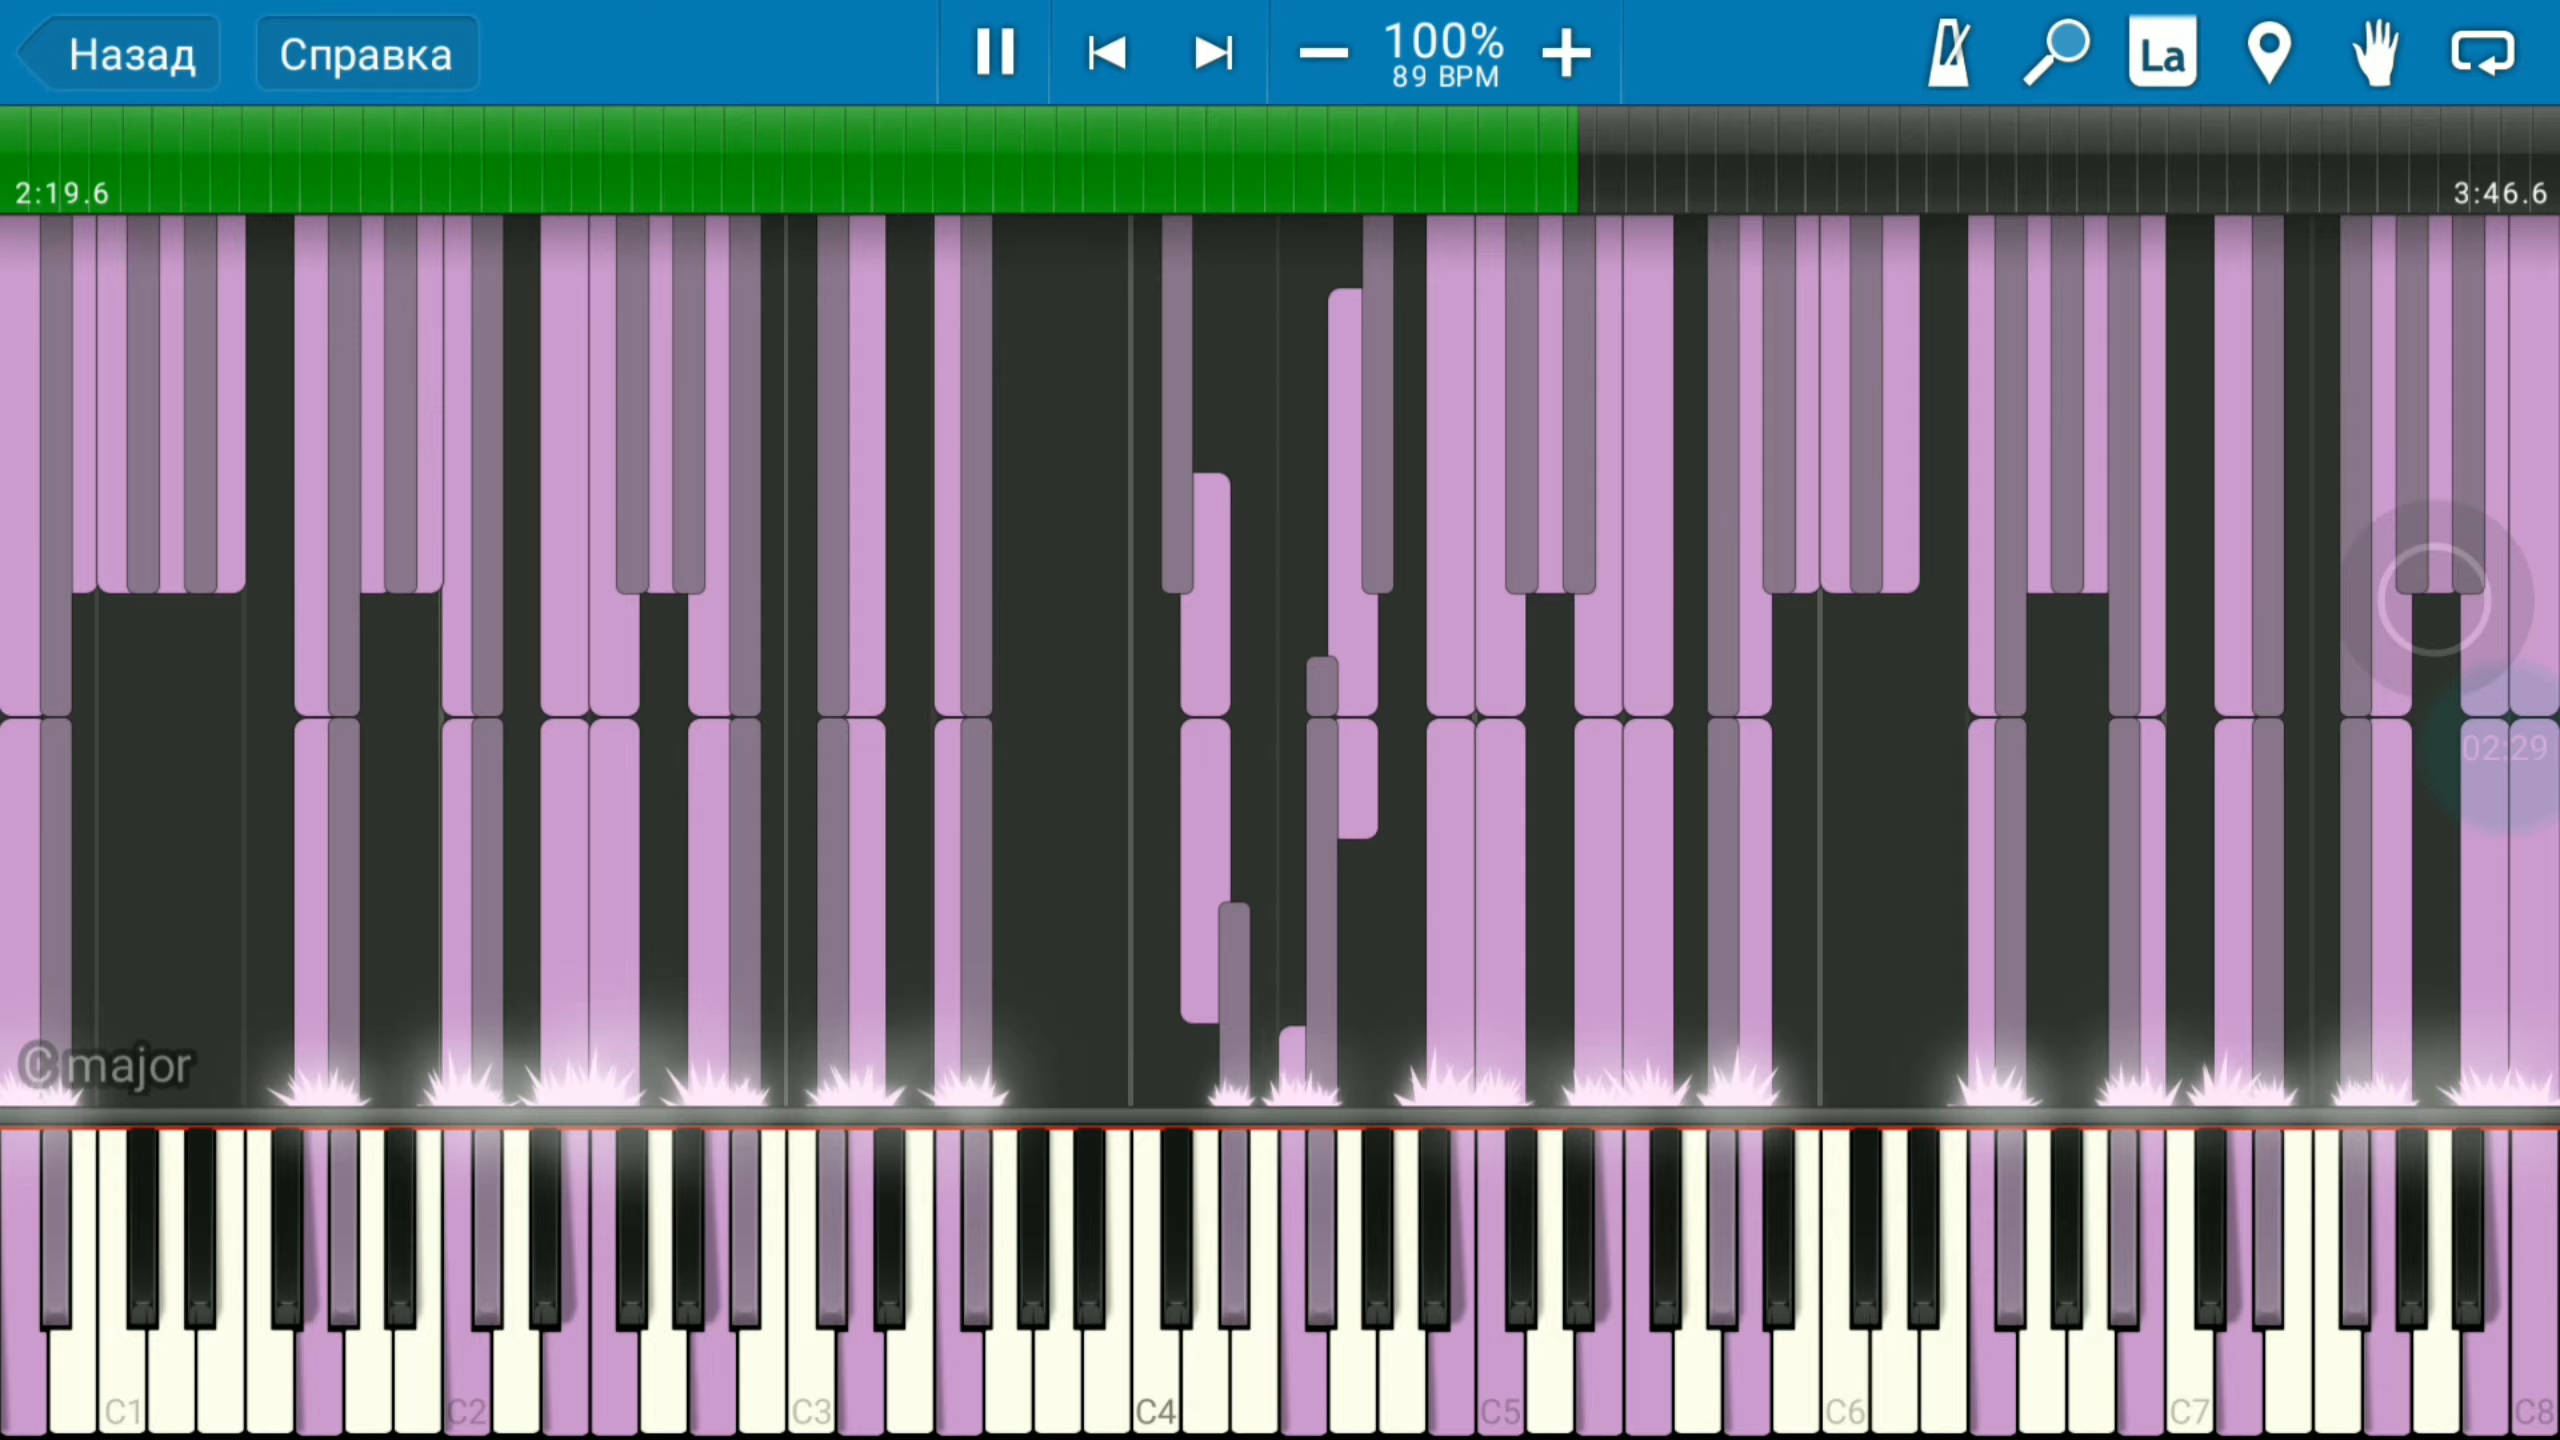 Назад
Справка
100%
89 BPM
La
2:19.6
3:46.6
02:29
C major
C1
C2
C3
C4
C5
C6
C7
C8